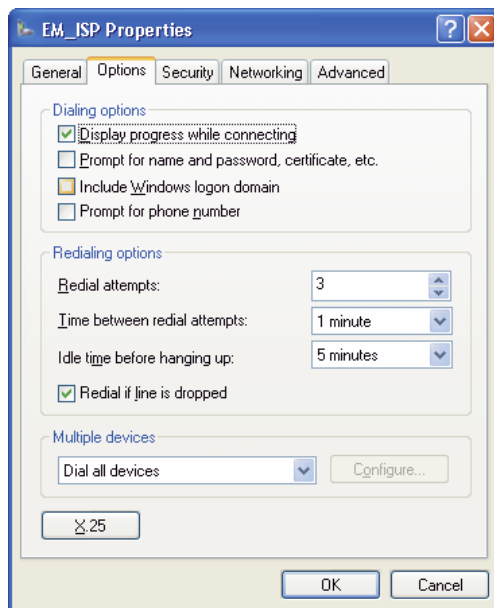 EM_ISP Properties
General Options Security Networking Advanced
Dialing options
Display progress while connecting
Prompt for name and password, certificate, etc.
Include Windows logon domain
Prompt for phone number
Redialing options
Redial attempts: 3
Time between redial attempts: 1 minute
Idle time before hanging up: 5 minutes
Redial if line is dropped
Multiple devices
Dial all devices Configure...
X.25
OK Cancel